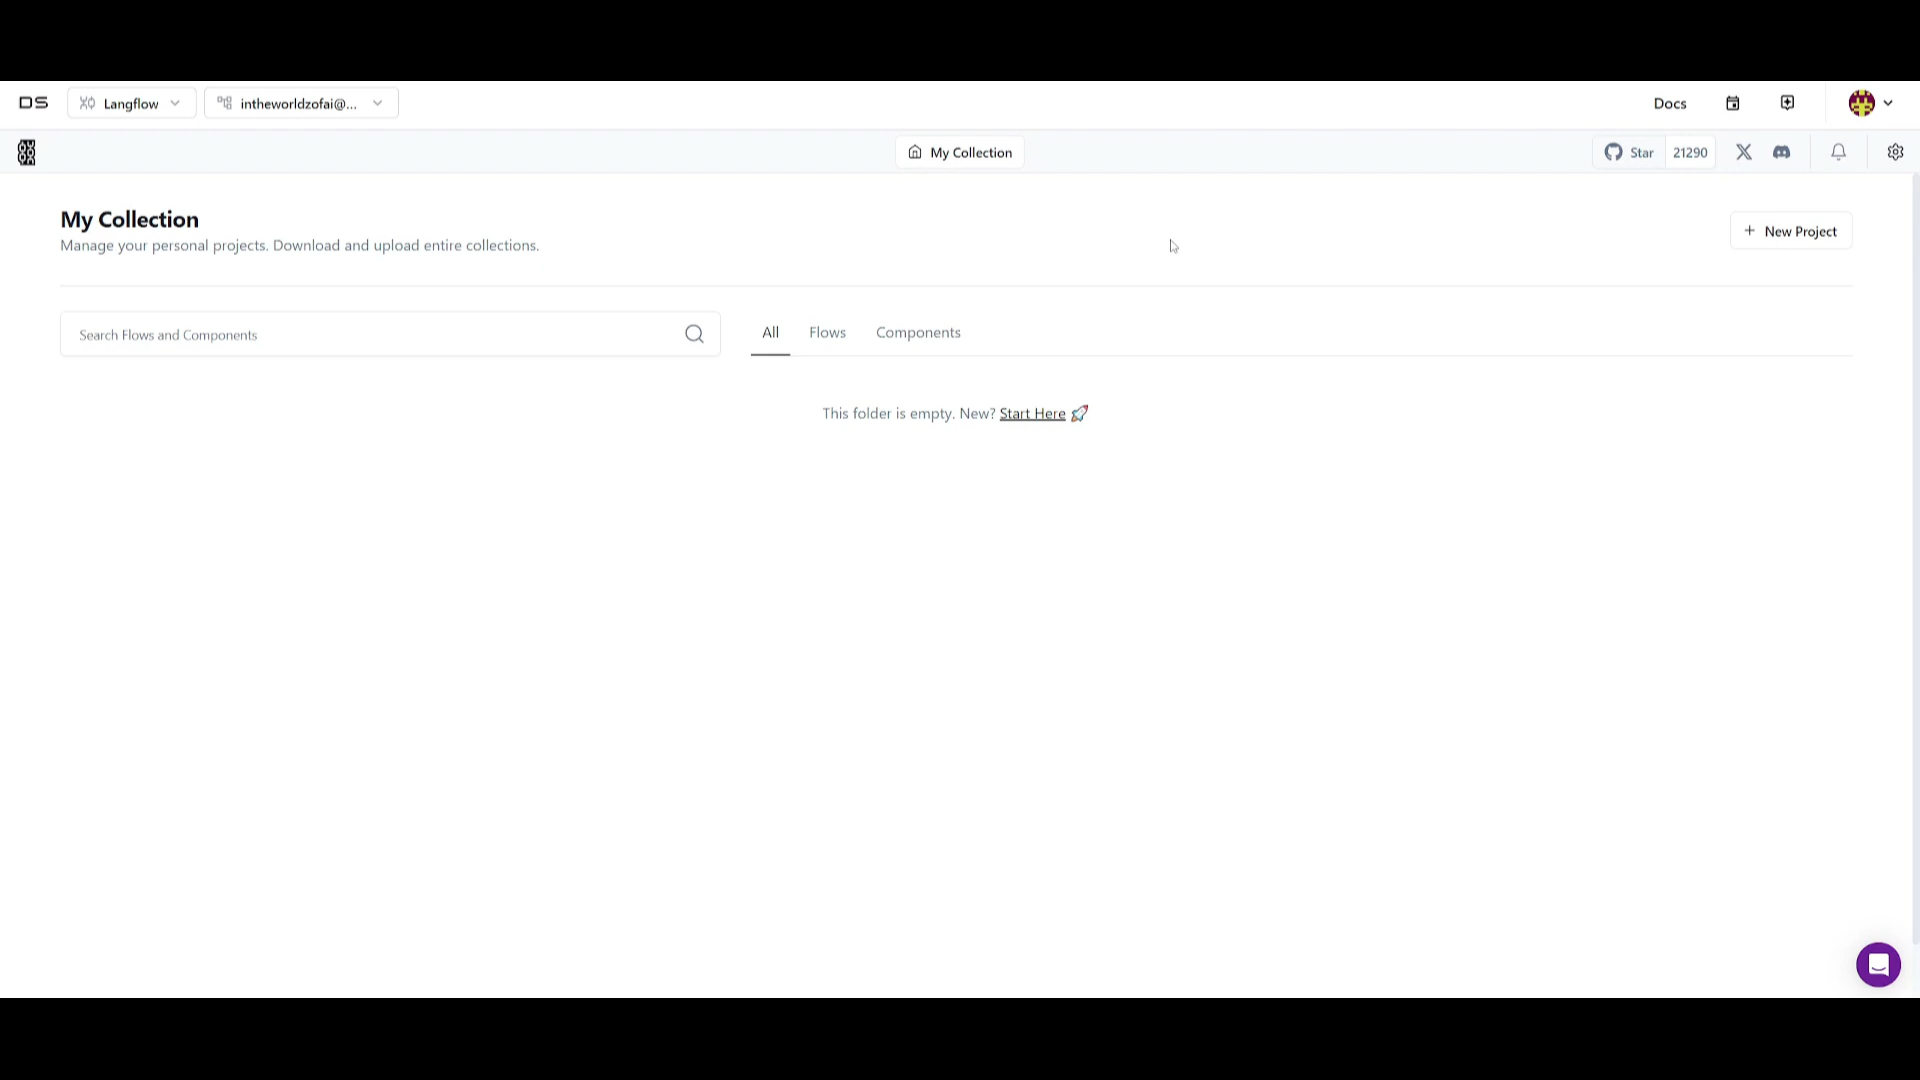 DS Langflow intheworldzofai@... Docs
My Collection Star 21290
My Collection
Manage your personal projects. Download and upload entire collections.
+ New Project
Search Flows and Components
All Flows Components
This folder is empty. New? Start Here 🚀